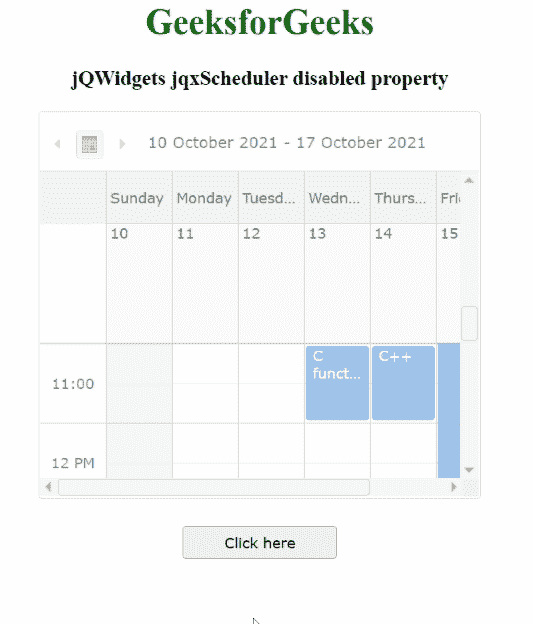 GeeksforGeeks
jQWidgets jqxScheduler disabled property
10 October 2021 - 17 October 2021
Sunday Monday Tuesd... Wedn... Thurs... Fri
10 11 12 13 14 15
C C++
funct...
11:00
12 PM
Click here